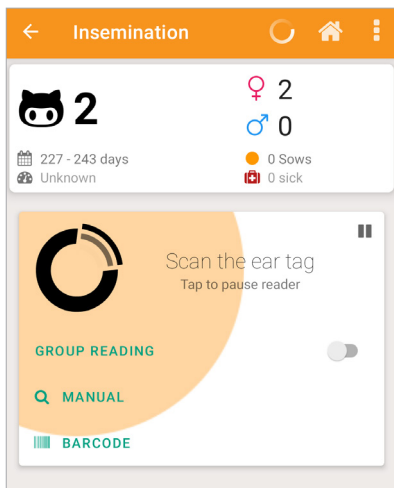 Insemination
2
2
0
227 - 243 days
0 Sows
Unknown
0 sick
Scan the ear tag
Tap to pause reader
GROUP READING
MANUAL
BARCODE